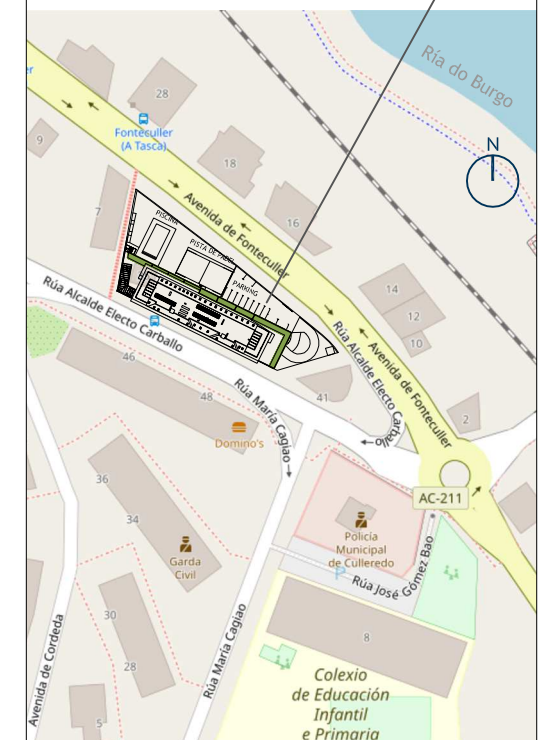 Ría do Burgo
N
er
28
Fonteculler
(A Tasca)
9
18
7
Avenida de Fonteculler
16
PISCINA
PISTA DE PADEL
PARKING
14
12
10
Rúa Alcalde Electo Carballo
Rúa Alcalde Electo Carballo
Avenida de Fonteculler
46
48
41
2
Rúa María Cagiao
Domino's
AC-211
36
34
Garda
Civil
Policía
Municipal
de Culleredo
P
Rúa José Gómez Bao
30
28
8
Rúa María Cagiao
Avenida de Cordeda
5
Colexio
de Educación
Infantil
e Primaria